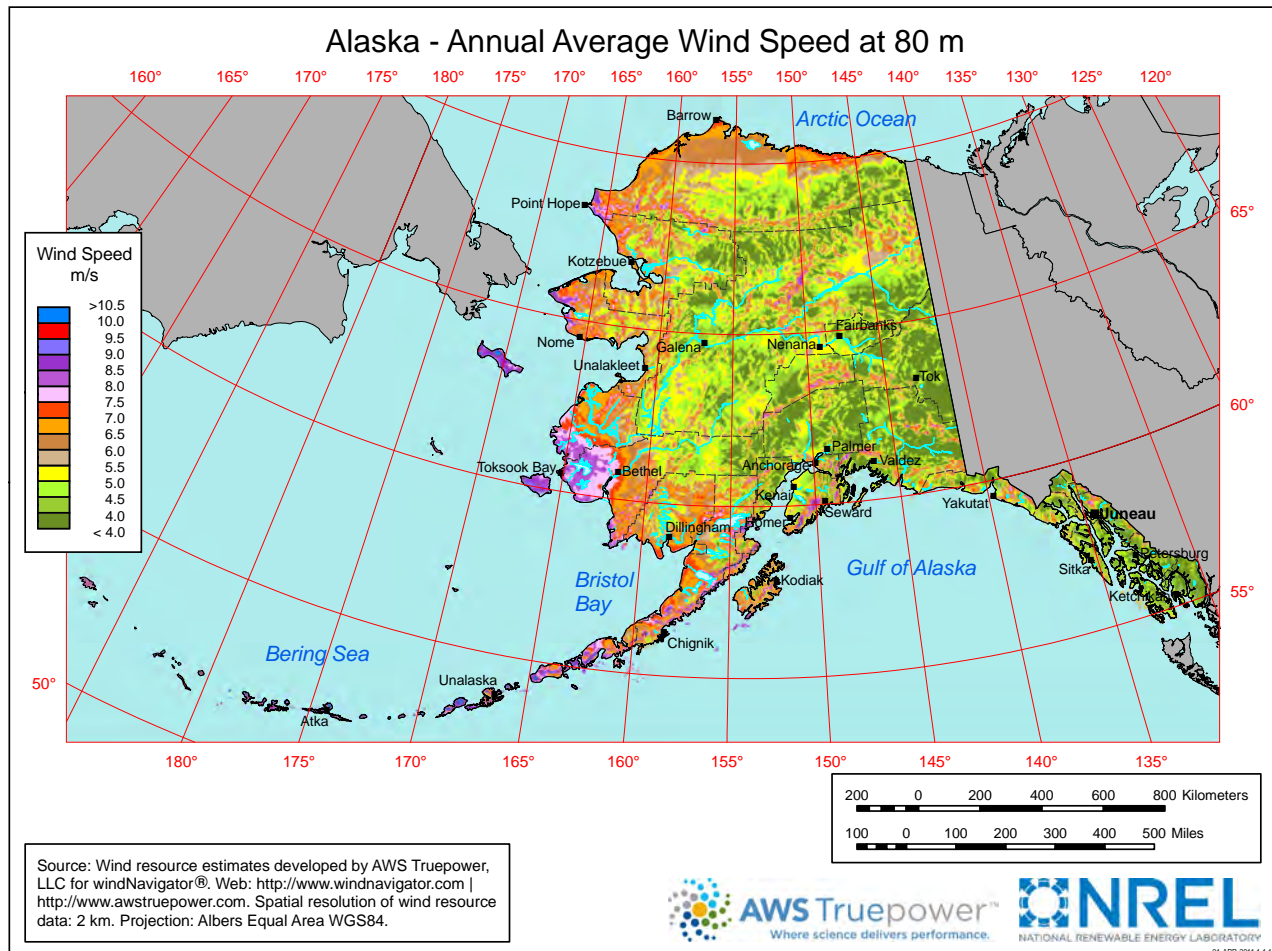 Alaska - Annual Average Wind Speed at 80 m
160° 165° 170° 175° 180° 175° 170° 165° 160° 155° 150° 145° 140° 135° 130° 125° 120°
Barrow
Arctic Ocean
Point Hope
65°
Wind Speed
m/s
>10.5
10.0
9.5
9.0
8.5
8.0
7.5
7.0
6.5
6.0
5.5
5.0
4.5
4.0
< 4.0
Kotzebue
Nome
Galena
Nenana
Fairbanks
Unalakleet
Tok
60°
Toksook Bay
Bethel
Anchorage
Palmer
Valdez
Kenai
Yakutat
Seward
Homer
Juneau
Dillingham
Petersburg
Sitka
Bristol
Bay
Kodiak
Gulf of Alaska
Ketchikan
55°
Chignik
Bering Sea
50°
Unalaska
Atka
180° 175° 170° 165° 160° 155° 150° 145° 140° 135°
200 0 200 400 600 800 Kilometers
100 0 100 200 300 400 500 Miles
Source: Wind resource estimates developed by AWS Truepower,
LLC for windNavigator®. Web: http://www.windnavigator.com |
http://www.awstruepower.com. Spatial resolution of wind resource
data: 2 km. Projection: Albers Equal Area WGS84.
AWS Truepower™
Where science delivers performance.
NREL
NATIONAL RENEWABLE ENERGY LABORATORY